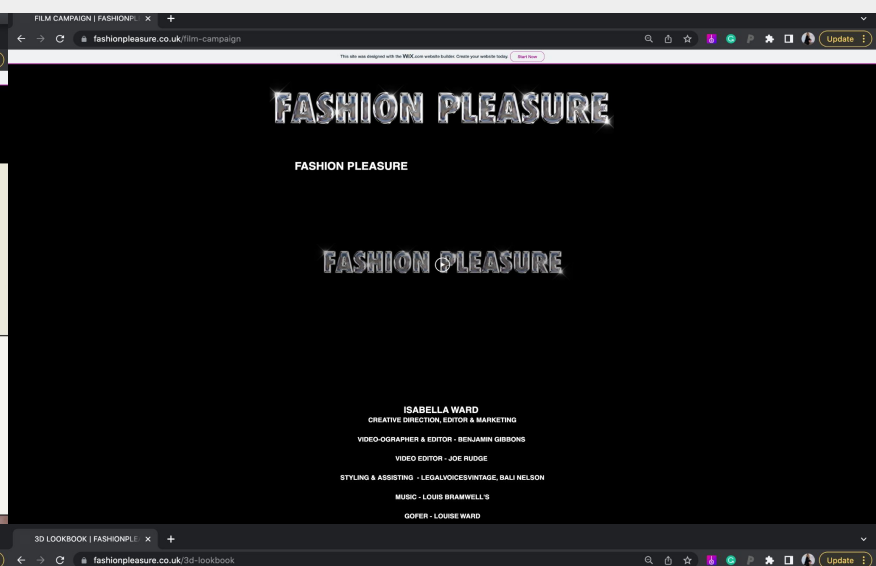 FILM CAMPAIGN | FASHIONPL
fashionpleasure.co.uk/film-campaign
Update
This site was designed with the WIX.com website builder. Create your website today. Start Now
FASHION PLEASURE
FASHION PLEASURE
FASHION PLEASURE
ISABELLA WARD
CREATIVE DIRECTION, EDITOR & MARKETING
VIDEO-OGRAPHER & EDITOR - BENJAMIN GIBBONS
VIDEO EDITOR - JOE RUDGE
STYLING & ASSISTING - LEGALVOICESVINTAGE, BALI NELSON
MUSIC - LOUIS BRAMWELL'S
GOFER - LOUISE WARD
3D LOOKBOOK | FASHIONPLE
fashionpleasure.co.uk/3d-lookbook
Update